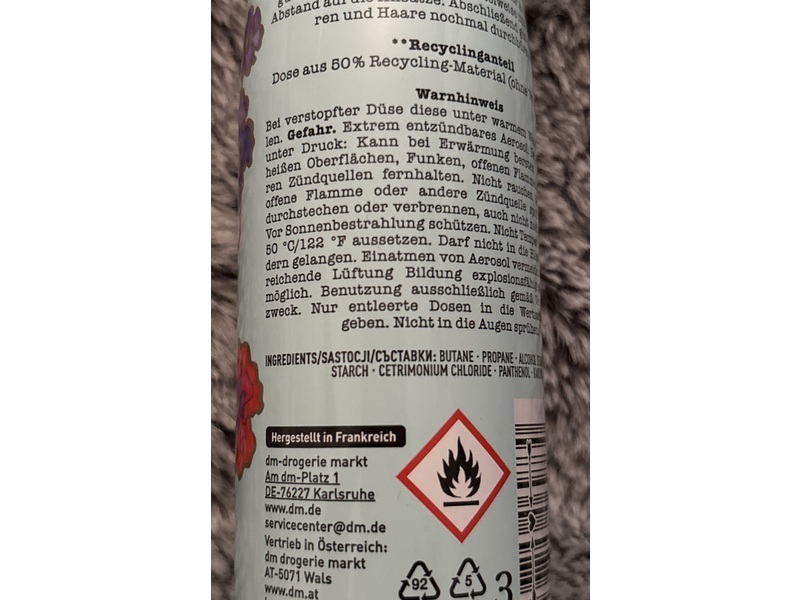 Abstand auf die Ansätze. Abschließend
ren und Haare nochmal
**Recyclinganteil
Dose aus 50% Recycling-Material (ohne
Warnhinweis
Bei verstopfter Düse diese unter warmem
len. Gefahr. Extrem entzündbares Aerosol.
unter Druck: Kann bei Erwärmung bersten
heißen Oberflächen, Funken, offenen
ren Zündquellen fernhalten. Nicht rauchen
offene Flamme oder andere Zündquelle
durchstechen oder verbrennen, auch nicht
Vor Sonnenbestrahlung schützen. Nicht
50 °C/122 °F aussetzen. Darf nicht in die
dern gelangen. Einatmen von Aerosol
reichende Lüftung Bildung
möglich. Benutzung ausschließlich gemäß
zweck. Nur entleerte Dosen in die
geben. Nicht in die Augen sprühen
INGREDIENTS/SASTOJCI/СЪСТАВКИ: BUTANE · PROPANE · ALCOHOL
STARCH · CETRIMONIUM CHLORIDE · PANTHENOL ·
Hergestellt in Frankreich
dm-drogerie markt
Am dm-Platz 1
DE-76227 Karlsruhe
www.dm.de
servicecenter@dm.de
Vertrieb in Österreich:
dm drogerie markt
AT-5071 Wals
www.dm.at
92
5
3